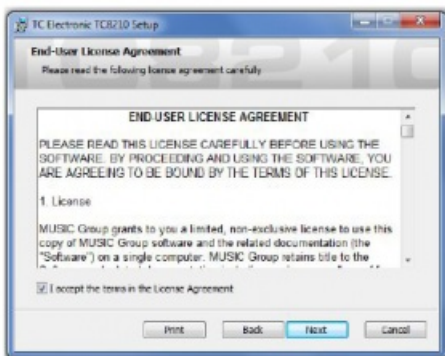 TC Electronic TC8210 Setup
End-User License Agreement
Please read the following license agreement carefully
TC8210
END-USER LICENSE AGREEMENT
PLEASE READ THIS LICENSE CAREFULLY BEFORE USING THE
SOFTWARE. BY PROCEEDING AND USING THE SOFTWARE, YOU
ARE AGREEING TO BE BOUND BY THE TERMS OF THIS LICENSE.
1. License
MUSIC Group grants to you a limited, non-exclusive license to use this
copy of MUSIC Group software and the related documentation (the
"Software") on a single computer. MUSIC Group retains title to the
I accept the terms in the License Agreement
Print
Back
Next
Cancel